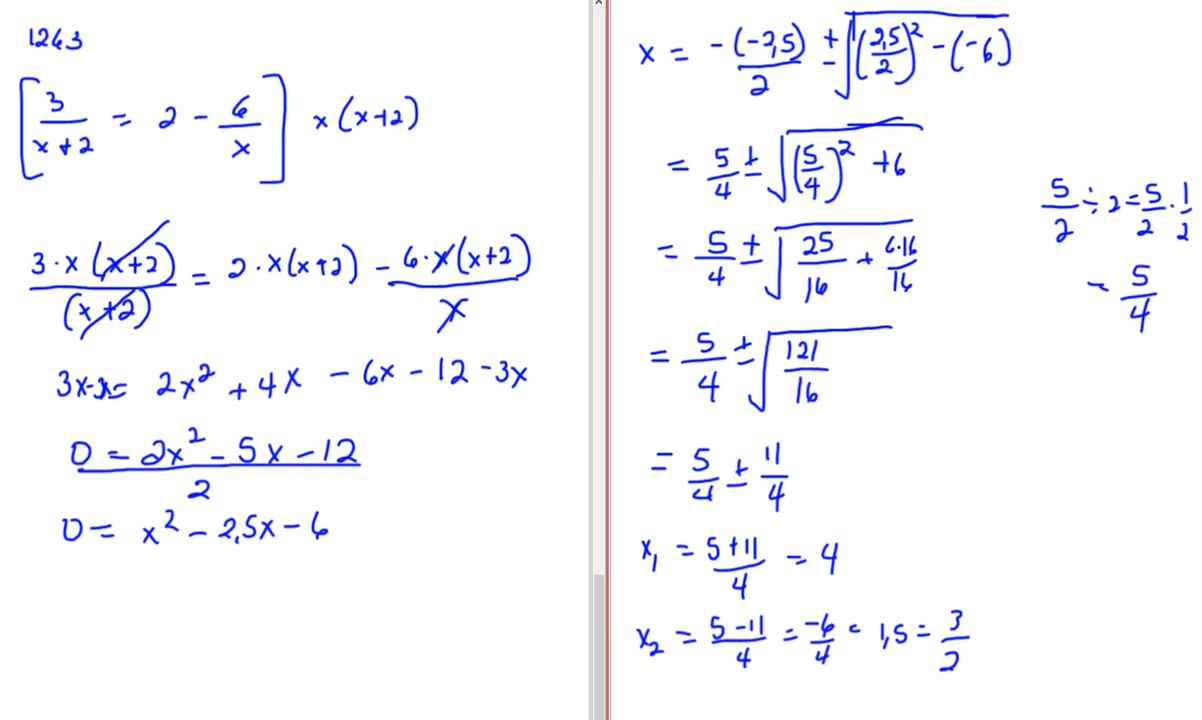 1263
[3/(x+2) = 2 - 6/x] x(x+2)
3·x(x+2)/(x+2) = 2·x(x+2) - 6·x(x+2)/x
3x-3x= 2x² + 4x - 6x - 12 - 3x
0 = 2x² - 5x - 12 / 2
0 = x² - 2,5x - 6
x = -(-2,5)/2 ± √((2,5/2)² - (-6))
= 5/4 ± √((5/4)² + 6
= 5/4 ± √(25/16 + 6·16/16)
= 5/4 ± √(121/16)
= 5/4 ± 11/4
x₁ = 5+11/4 = 4
x₂ = 5-11/4 = -6/4 = 1,5 = 3/2
5/2 ÷ 2 = 5/2 · 1/2
= 5/4